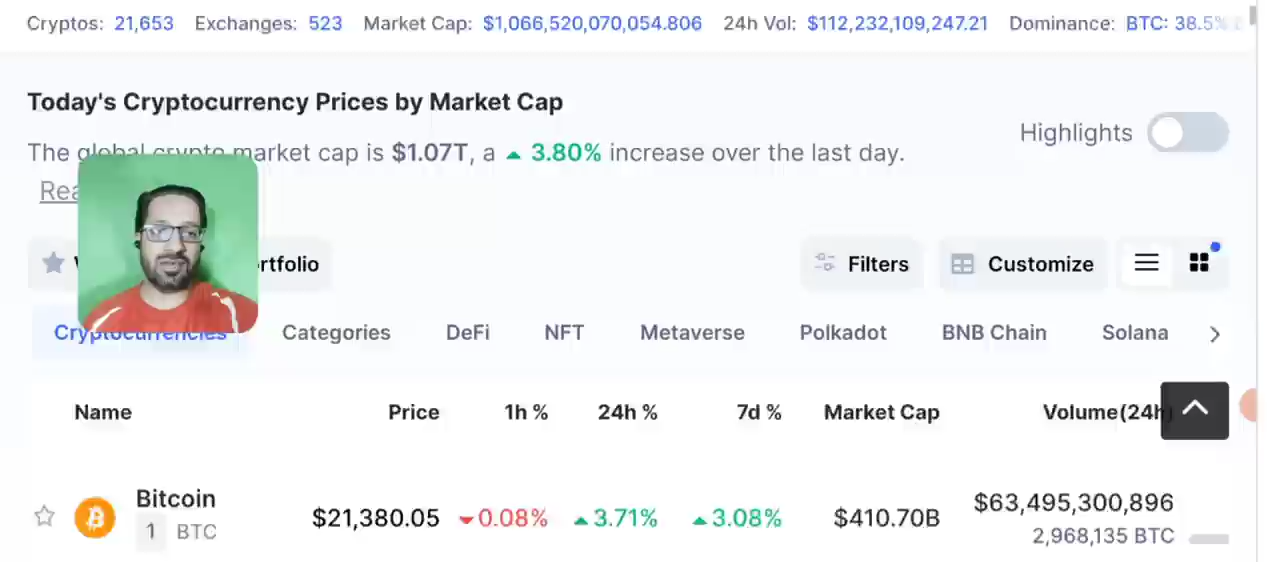 Cryptos: 21,653 Exchanges: 523 Market Cap: $1,066,520,070,054.806 24h Vol: $112,232,109,247.21 Dominance: BTC: 38.5%
Today's Cryptocurrency Prices by Market Cap
Highlights
The global crypto market cap is $1.07T, a 3.80% increase over the last day.
Filters Customize
Cryptocurrencies Categories DeFi NFT Metaverse Polkadot BNB Chain Solana
Name Price 1h % 24h % 7d % Market Cap Volume(24h)
Bitcoin
1 BTC
$21,380.05 0.08% 3.71% 3.08% $410.70B $63,495,300,896
2,968,135 BTC